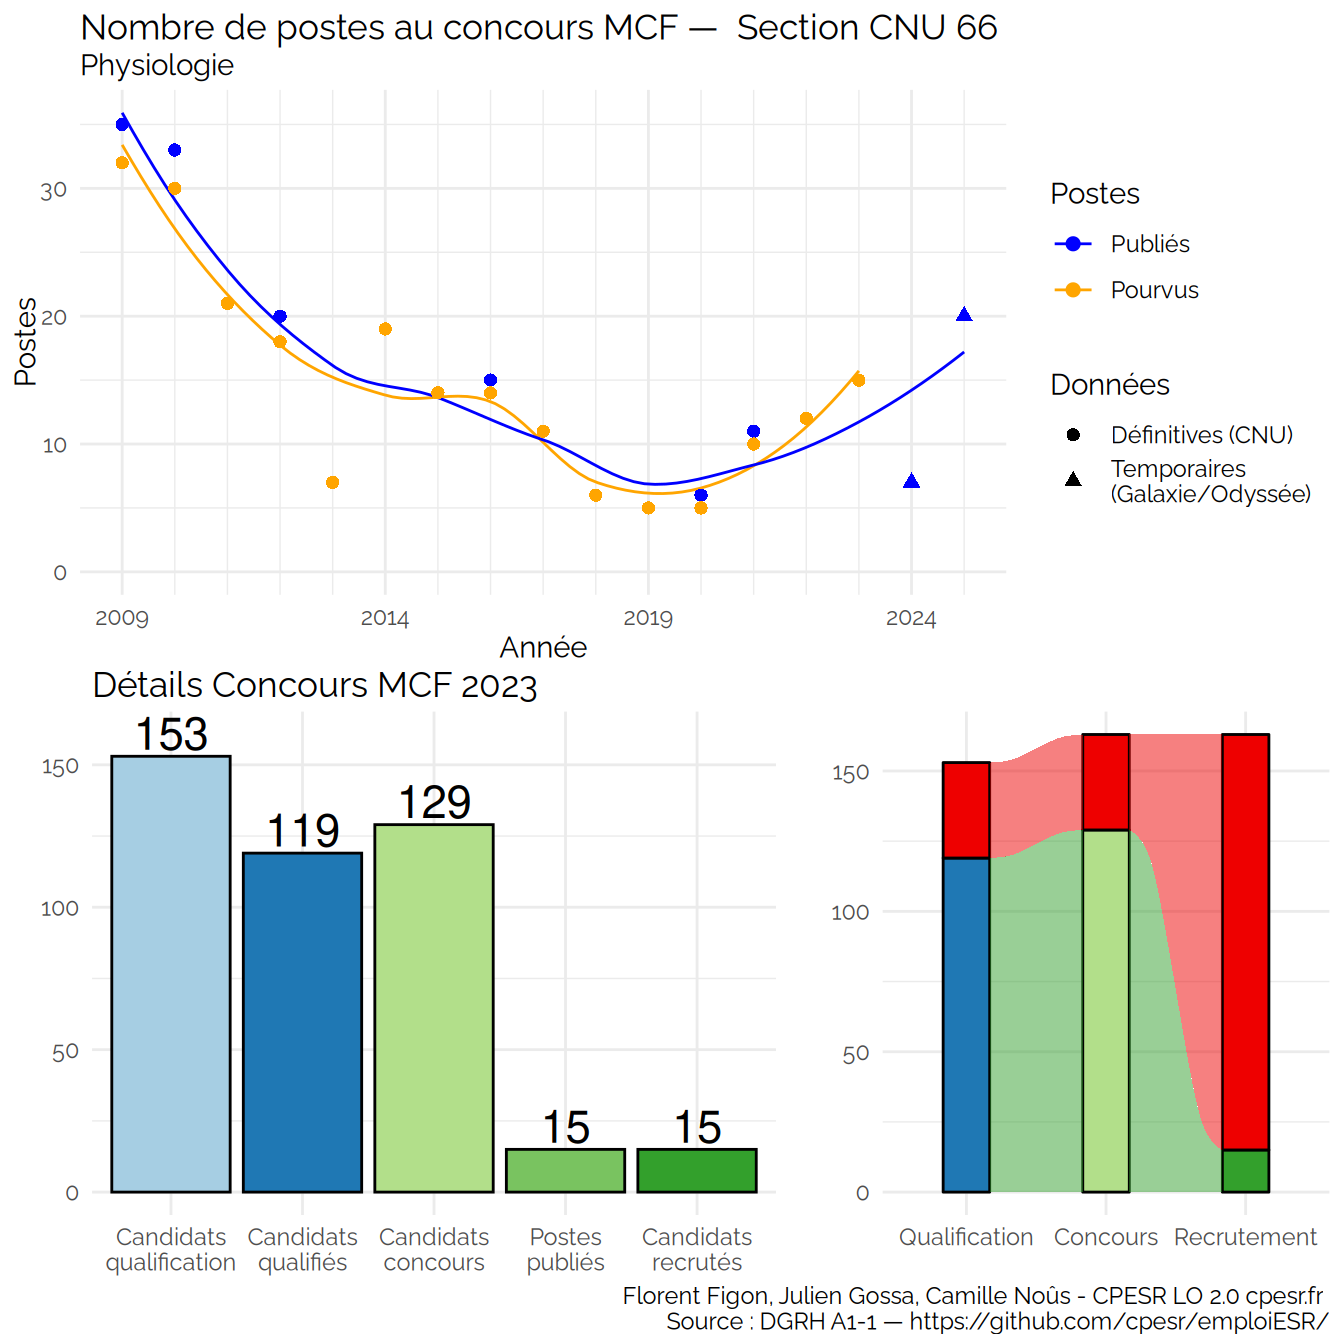 Nombre de postes au concours MCF —  Section CNU 66
Physiologie
Postes
30
20
10
0
2009
2014
2019
2024
Année
Postes
Publiés
Pourvus
Données
Définitives (CNU)
Temporaires
(Galaxie/Odyssée)
Détails Concours MCF 2023
150
100
50
0
153
119
129
15
15
Candidats
qualification
Candidats
qualifiés
Candidats
concours
Postes
publiés
Candidats
recrutés
150
100
50
0
Qualification
Concours
Recrutement
Florent Figon, Julien Gossa, Camille Noûs - CPESR LO 2.0 cpesr.fr
Source : DGRH A1-1 — https://github.com/cpesr/emploiESR/